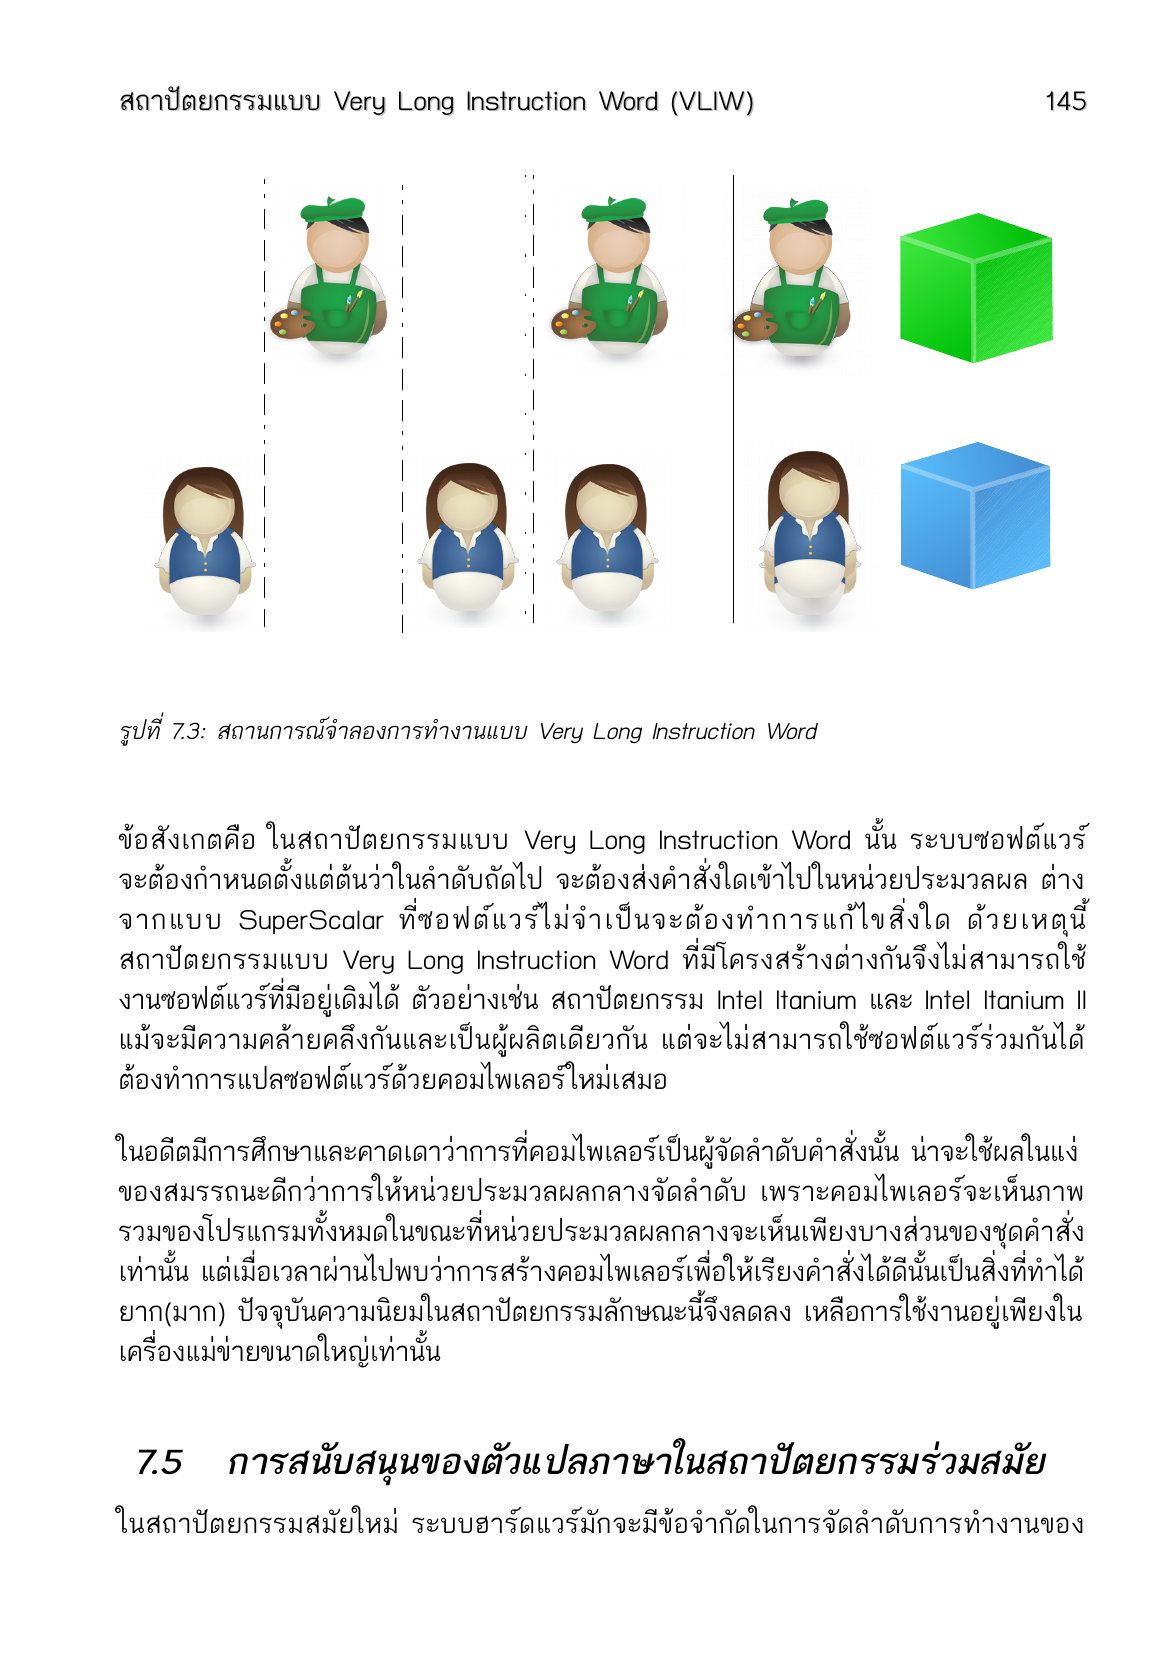 สถาปัตยกรรมแบบ Very Long Instruction Word (VLIW) 145
รูปที่ 7.3: สถานการณ์จำลองการทำงานแบบ Very Long Instruction Word
ข้อสังเกตคือ ในสถาปัตยกรรมแบบ Very Long Instruction Word นั้น ระบบซอฟต์แวร์
จะต้องกำหนดตั้งแต่ต้นว่าในลำดับถัดไป จะต้องส่งคำสั่งใดเข้าไปในหน่วยประมวลผล ต่าง
จากแบบ SuperScalar ที่ซอฟต์แวร์ไม่จำเป็นจะต้องทำการแก้ไขสิ่งใด ด้วยเหตุนี้
สถาปัตยกรรมแบบ Very Long Instruction Word ที่มีโครงสร้างต่างกันจึงไม่สามารถใช้
งานซอฟต์แวร์ที่มีอยู่เดิมได้ ตัวอย่างเช่น สถาปัตยกรรม Intel Itanium และ Intel Itanium II
แม้จะมีความคล้ายคลึงกันและเป็นผู้ผลิตเดียวกัน แต่จะไม่สามารถใช้ซอฟต์แวร์ร่วมกันได้
ต้องทำการแปลซอฟต์แวร์ด้วยคอมไพเลอร์ใหม่เสมอ
ในอดีตมีการศึกษาและคาดเดาว่าการที่คอมไพเลอร์เป็นผู้จัดลำดับคำสั่งนั้น น่าจะใช้ผลในแง่
ของสมรรถนะดีกว่าการให้หน่วยประมวลผลกลางจัดลำดับ เพราะคอมไพเลอร์จะเห็นภาพ
รวมของโปรแกรมทั้งหมดในขณะที่หน่วยประมวลผลกลางจะเห็นเพียงบางส่วนของชุดคำสั่ง
เท่านั้น แต่เมื่อเวลาผ่านไปพบว่าการสร้างคอมไพเลอร์เพื่อให้เรียงคำสั่งได้ดีนั้นเป็นสิ่งที่ทำได้
ยาก(มาก) ปัจจุบันความนิยมในสถาปัตยกรรมลักษณะนี้จึงลดลง เหลือการใช้งานอยู่เพียงใน
เครื่องแม่ข่ายขนาดใหญ่เท่านั้น
7.5 การสนับสนุนของตัวแปลภาษาในสถาปัตยกรรมร่วมสมัย
ในสถาปัตยกรรมสมัยใหม่ ระบบฮาร์ดแวร์มักจะมีข้อจำกัดในการจัดลำดับการทำงานของ